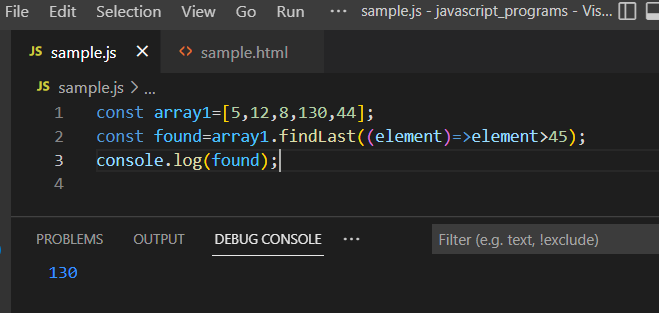 File Edit Selection View Go Run ··· sample.js - javascript_programs - Vis...
JS sample.js × <> sample.html
JS sample.js > ...
1 const array1=[5,12,8,130,44];
2 const found=array1.findLast((element)=>element>45);
3 console.log(found);
4
PROBLEMS OUTPUT DEBUG CONSOLE ··· Filter (e.g. text, !exclude)
130